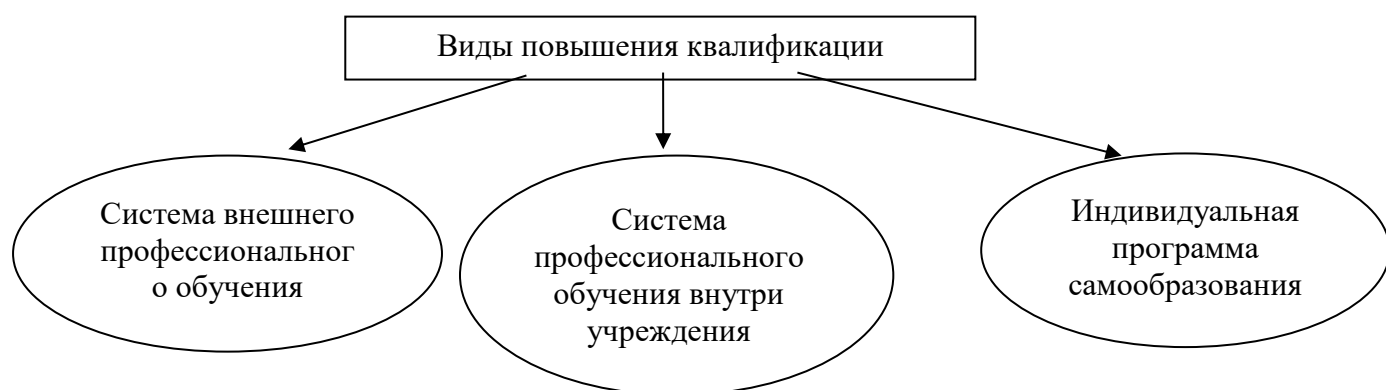 Виды повышения квалификации
Система внешнего
профессиональног
о обучения
Система
профессионального
обучения внутри
учреждения
Индивидуальная
программа
самообразования